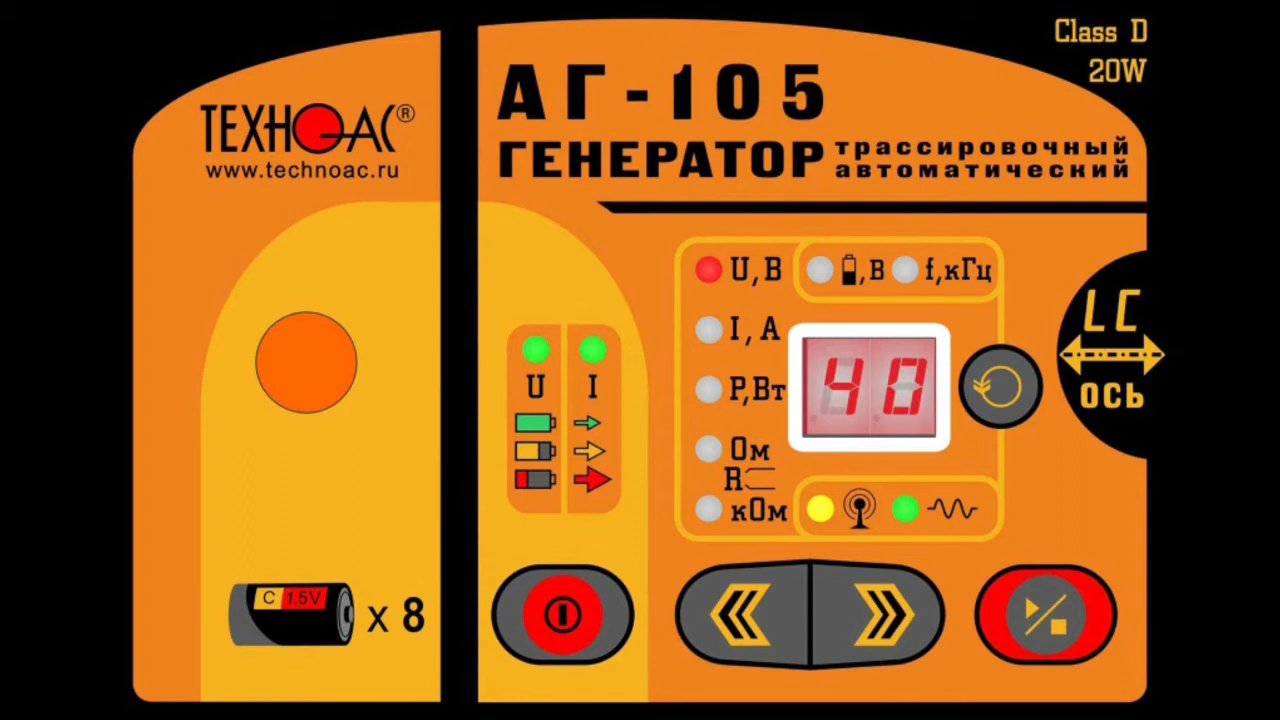 Class D
20W
ТЕХНОАС®
www.technoac.ru
АГ-105
ГЕНЕРАТОР трассировочный
автоматический
U,В
,В
f,кГц
I,А
P,Вт
40
Ом
R
кОм
U I
LC
ОСЬ
C 1.5V
x 8